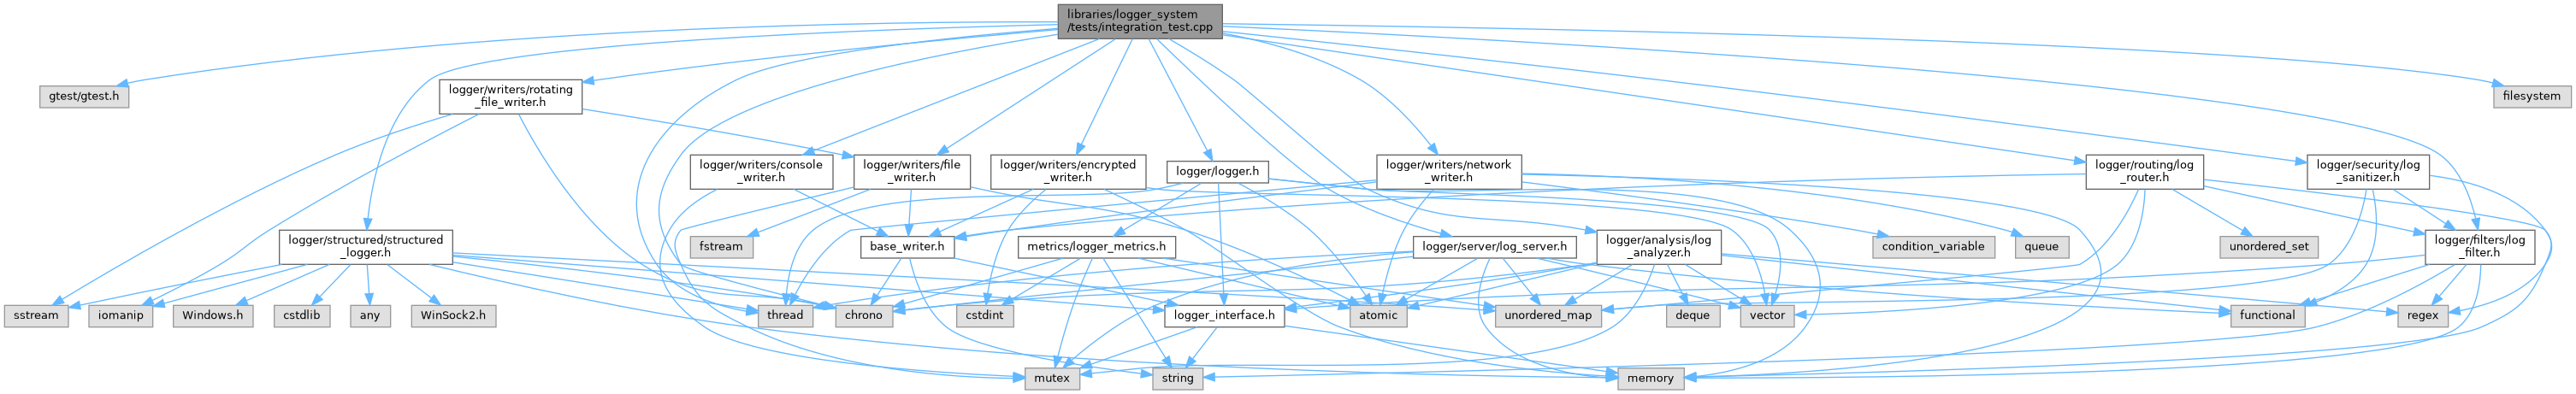 libraries/logger_system
/tests/integration_test.cpp
gtest/gtest.h
logger/writers/rotating
_file_writer.h
filesystem
logger/writers/console
_writer.h
logger/writers/file
_writer.h
logger/writers/encrypted
_writer.h
logger/logger.h
logger/writers/network
_writer.h
logger/routing/log
_router.h
logger/security/log
_sanitizer.h
logger/structured/structured
_logger.h
fstream
base_writer.h
metrics/logger_metrics.h
logger/server/log_server.h
logger/analysis/log
_analyzer.h
condition_variable
queue
unordered_set
logger/filters/log
_filter.h
sstream
iomanip
Windows.h
cstdlib
any
WinSock2.h
thread
chrono
cstdint
logger_interface.h
atomic
unordered_map
deque
vector
functional
regex
mutex
string
memory